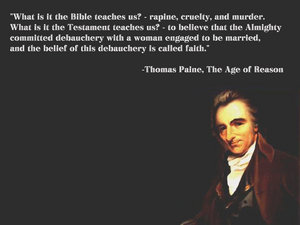 "What is it the Bible teaches us? - rapine, cruelty, and murder.
What is it the Testament teaches us? - to believe that the Almighty
committed debauchery with a woman engaged to be married,
and the belief of this debauchery is called faith."
-Thomas Paine, The Age of Reason